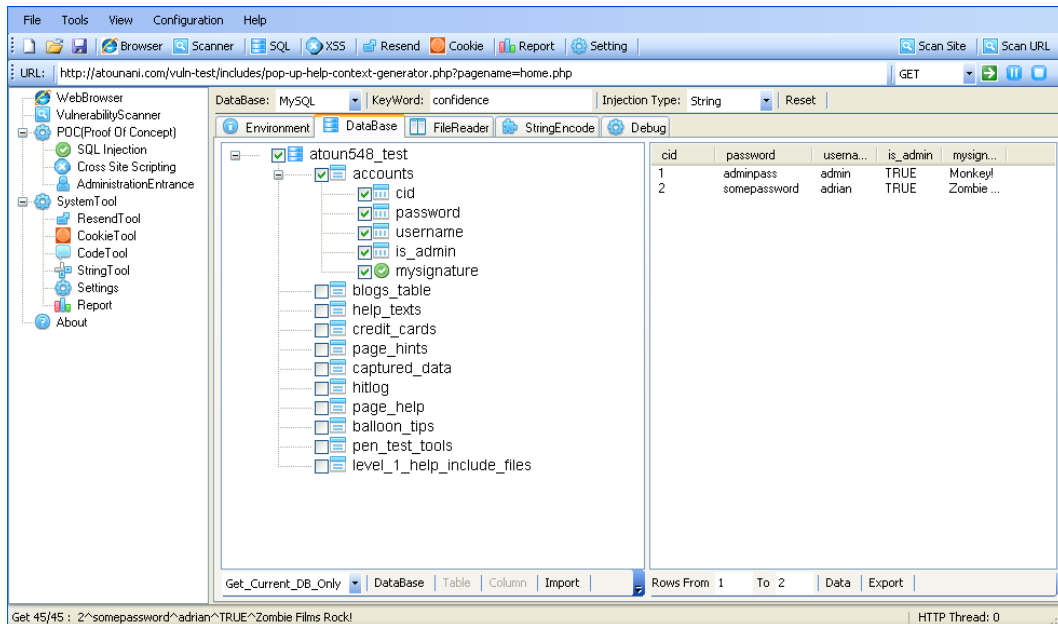 File Tools View Configuration Help
Browser Scanner SQL XSS Resend Cookie Report Setting Scan Site Scan URL
URL: http://atounani.com/vuln-test/includes/pop-up-help-context-generator.php?pagename=home.php GET
WebBrowser
VulnerabilityScanner
POC(Proof Of Concept)
SQL Injection
Cross Site Scripting
AdministrationEntrance
SystemTool
ResendTool
CookieTool
CodeTool
StringTool
Settings
Report
About
DataBase: MySQL KeyWord: confidence Injection Type: String Reset
Environment DataBase FileReader StringEncode Debug
atoun548_test
accounts
cid
password
username
is_admin
mysignature
blogs_table
help_texts
credit_cards
page_hints
captured_data
hitlog
page_help
balloon_tips
pen_test_tools
level_1_help_include_files
cid password userna... is_admin mysign...
1 adminpass admin TRUE Monkey!
2 somepassword adrian TRUE Zombie ...
Get_Current_DB_Only DataBase Table Column Import
Rows From 1 To 2 Data Export
Get 45/45 : 2^somepassword^adrian^TRUE^Zombie Films Rock!
HTTP Thread: 0